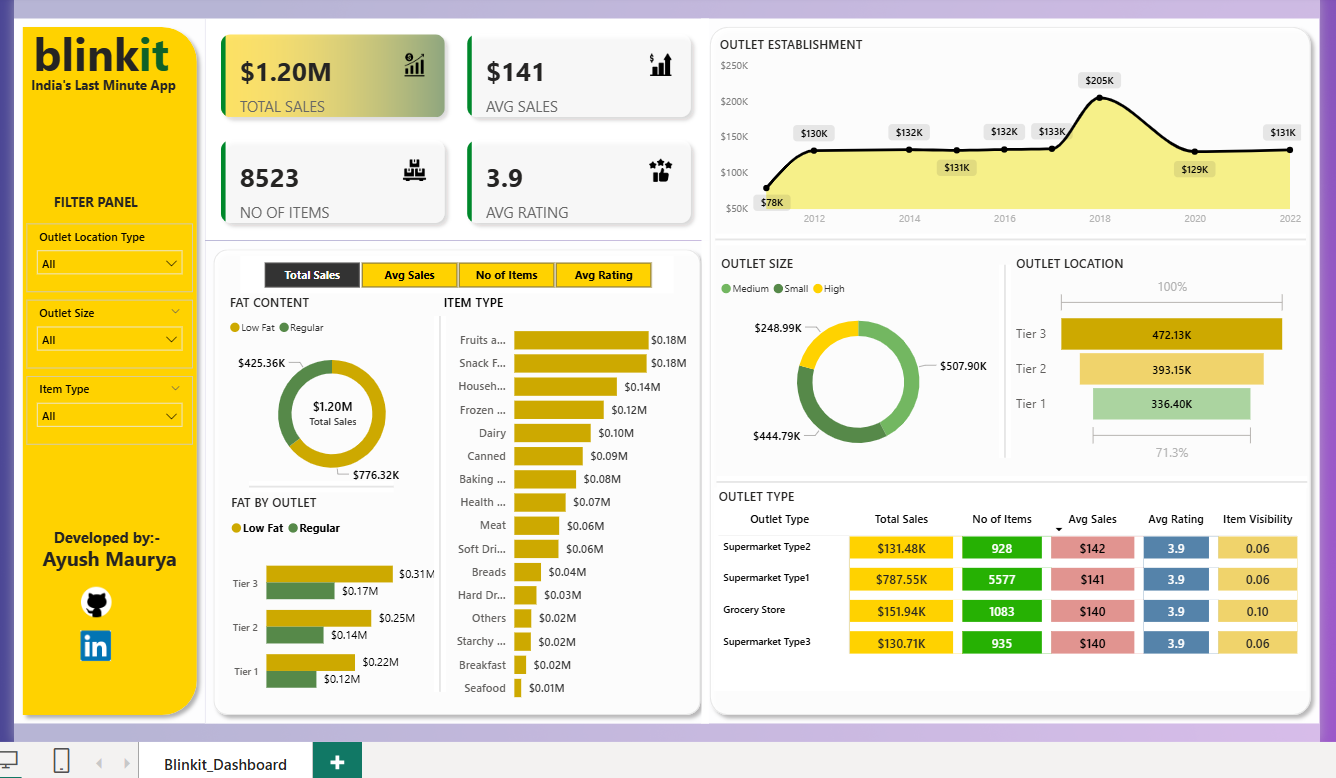 blinkit
India's Last Minute App
FILTER PANEL
Outlet Location Type
All
Outlet Size
All
Item Type
All
Developed by:-
Ayush Maurya
in
$1.20M
TOTAL SALES
$141
AVG SALES
8523
NO OF ITEMS
3.9
AVG RATING
Total Sales Avg Sales No of Items Avg Rating
FAT CONTENT
Low Fat Regular
$425.36K
$1.20M
Total Sales
$776.32K
FAT BY OUTLET
Low Fat Regular
Tier 3 $0.31M
$0.17M
Tier 2 $0.25M
$0.14M
Tier 1 $0.22M
$0.12M
ITEM TYPE
Fruits a... $0.18M
Snack F... $0.18M
Househ... $0.14M
Frozen ... $0.12M
Dairy $0.10M
Canned $0.09M
Baking ... $0.08M
Health ... $0.07M
Meat $0.06M
Soft Dri... $0.06M
Breads $0.04M
Hard Dr... $0.03M
Others $0.02M
Starchy ... $0.02M
Breakfast $0.02M
Seafood $0.01M
OUTLET ESTABLISHMENT
$250K
$200K
$150K
$100K
$50K
$78K
$130K
$132K
$131K
$132K
$133K
$205K
$129K
$131K
2012 2014 2016 2018 2020 2022
OUTLET SIZE
Medium Small High
$248.99K
$507.90K
$444.79K
OUTLET LOCATION
100%
Tier 3 472.13K
Tier 2 393.15K
Tier 1 336.40K
71.3%
OUTLET TYPE
Outlet Type Total Sales No of Items Avg Sales Avg Rating Item Visibility
Supermarket Type2 $131.48K 928 $142 3.9 0.06
Supermarket Type1 $787.55K 5577 $141 3.9 0.06
Grocery Store $151.94K 1083 $140 3.9 0.10
Supermarket Type3 $130.71K 935 $140 3.9 0.06
Blinkit_Dashboard